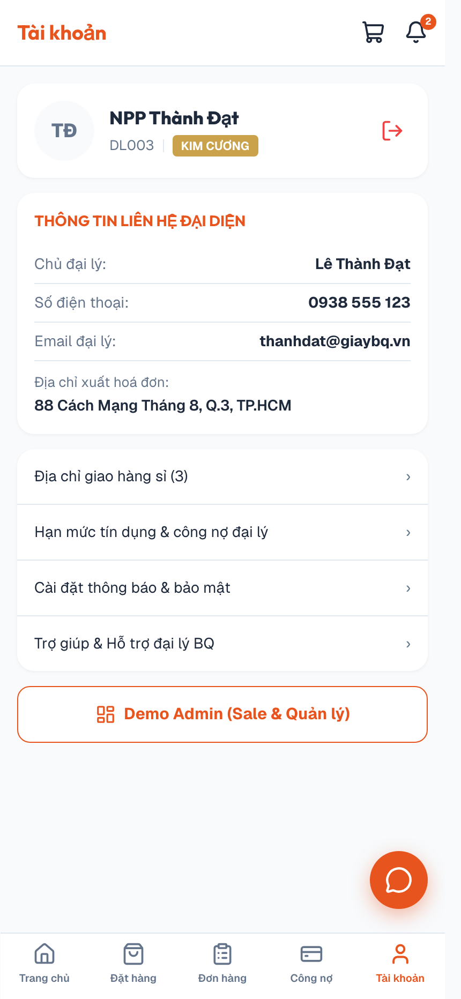 Tài khoản
2
TĐ
NPP Thành Đạt
DL003
KIM CƯƠNG
THÔNG TIN LIÊN HỆ ĐẠI DIỆN
Chủ đại lý:
Lê Thành Đạt
Số điện thoại:
0938 555 123
Email đại lý:
thanhdat@giaybq.vn
Địa chỉ xuất hoá đơn:
88 Cách Mạng Tháng 8, Q.3, TP.HCM
Địa chỉ giao hàng sỉ (3)
Hạn mức tín dụng & công nợ đại lý
Cài đặt thông báo & bảo mật
Trợ giúp & Hỗ trợ đại lý BQ
Demo Admin (Sale & Quản lý)
Trang chủ
Đặt hàng
Đơn hàng
Công nợ
Tài khoản